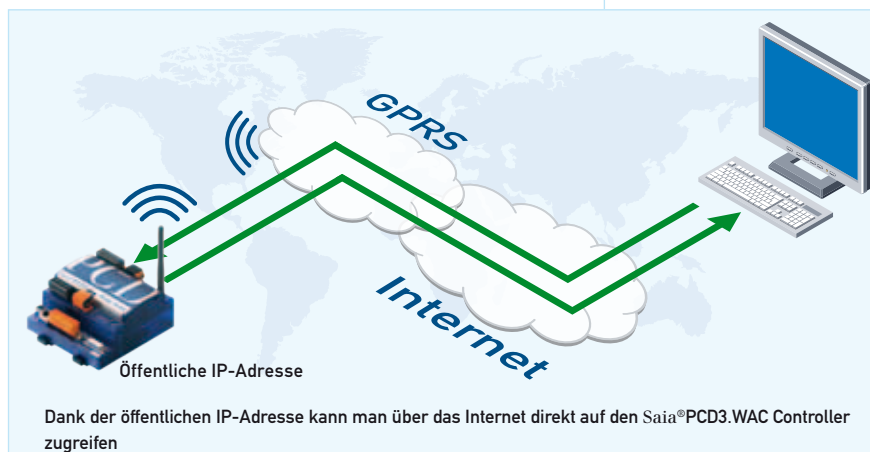 GPRS
Internet
PCD
Öffentliche IP-Adresse
Dank der öffentlichen IP-Adresse kann man über das Internet direkt auf den Saia®PCD3.WAC Controller
zugreifen